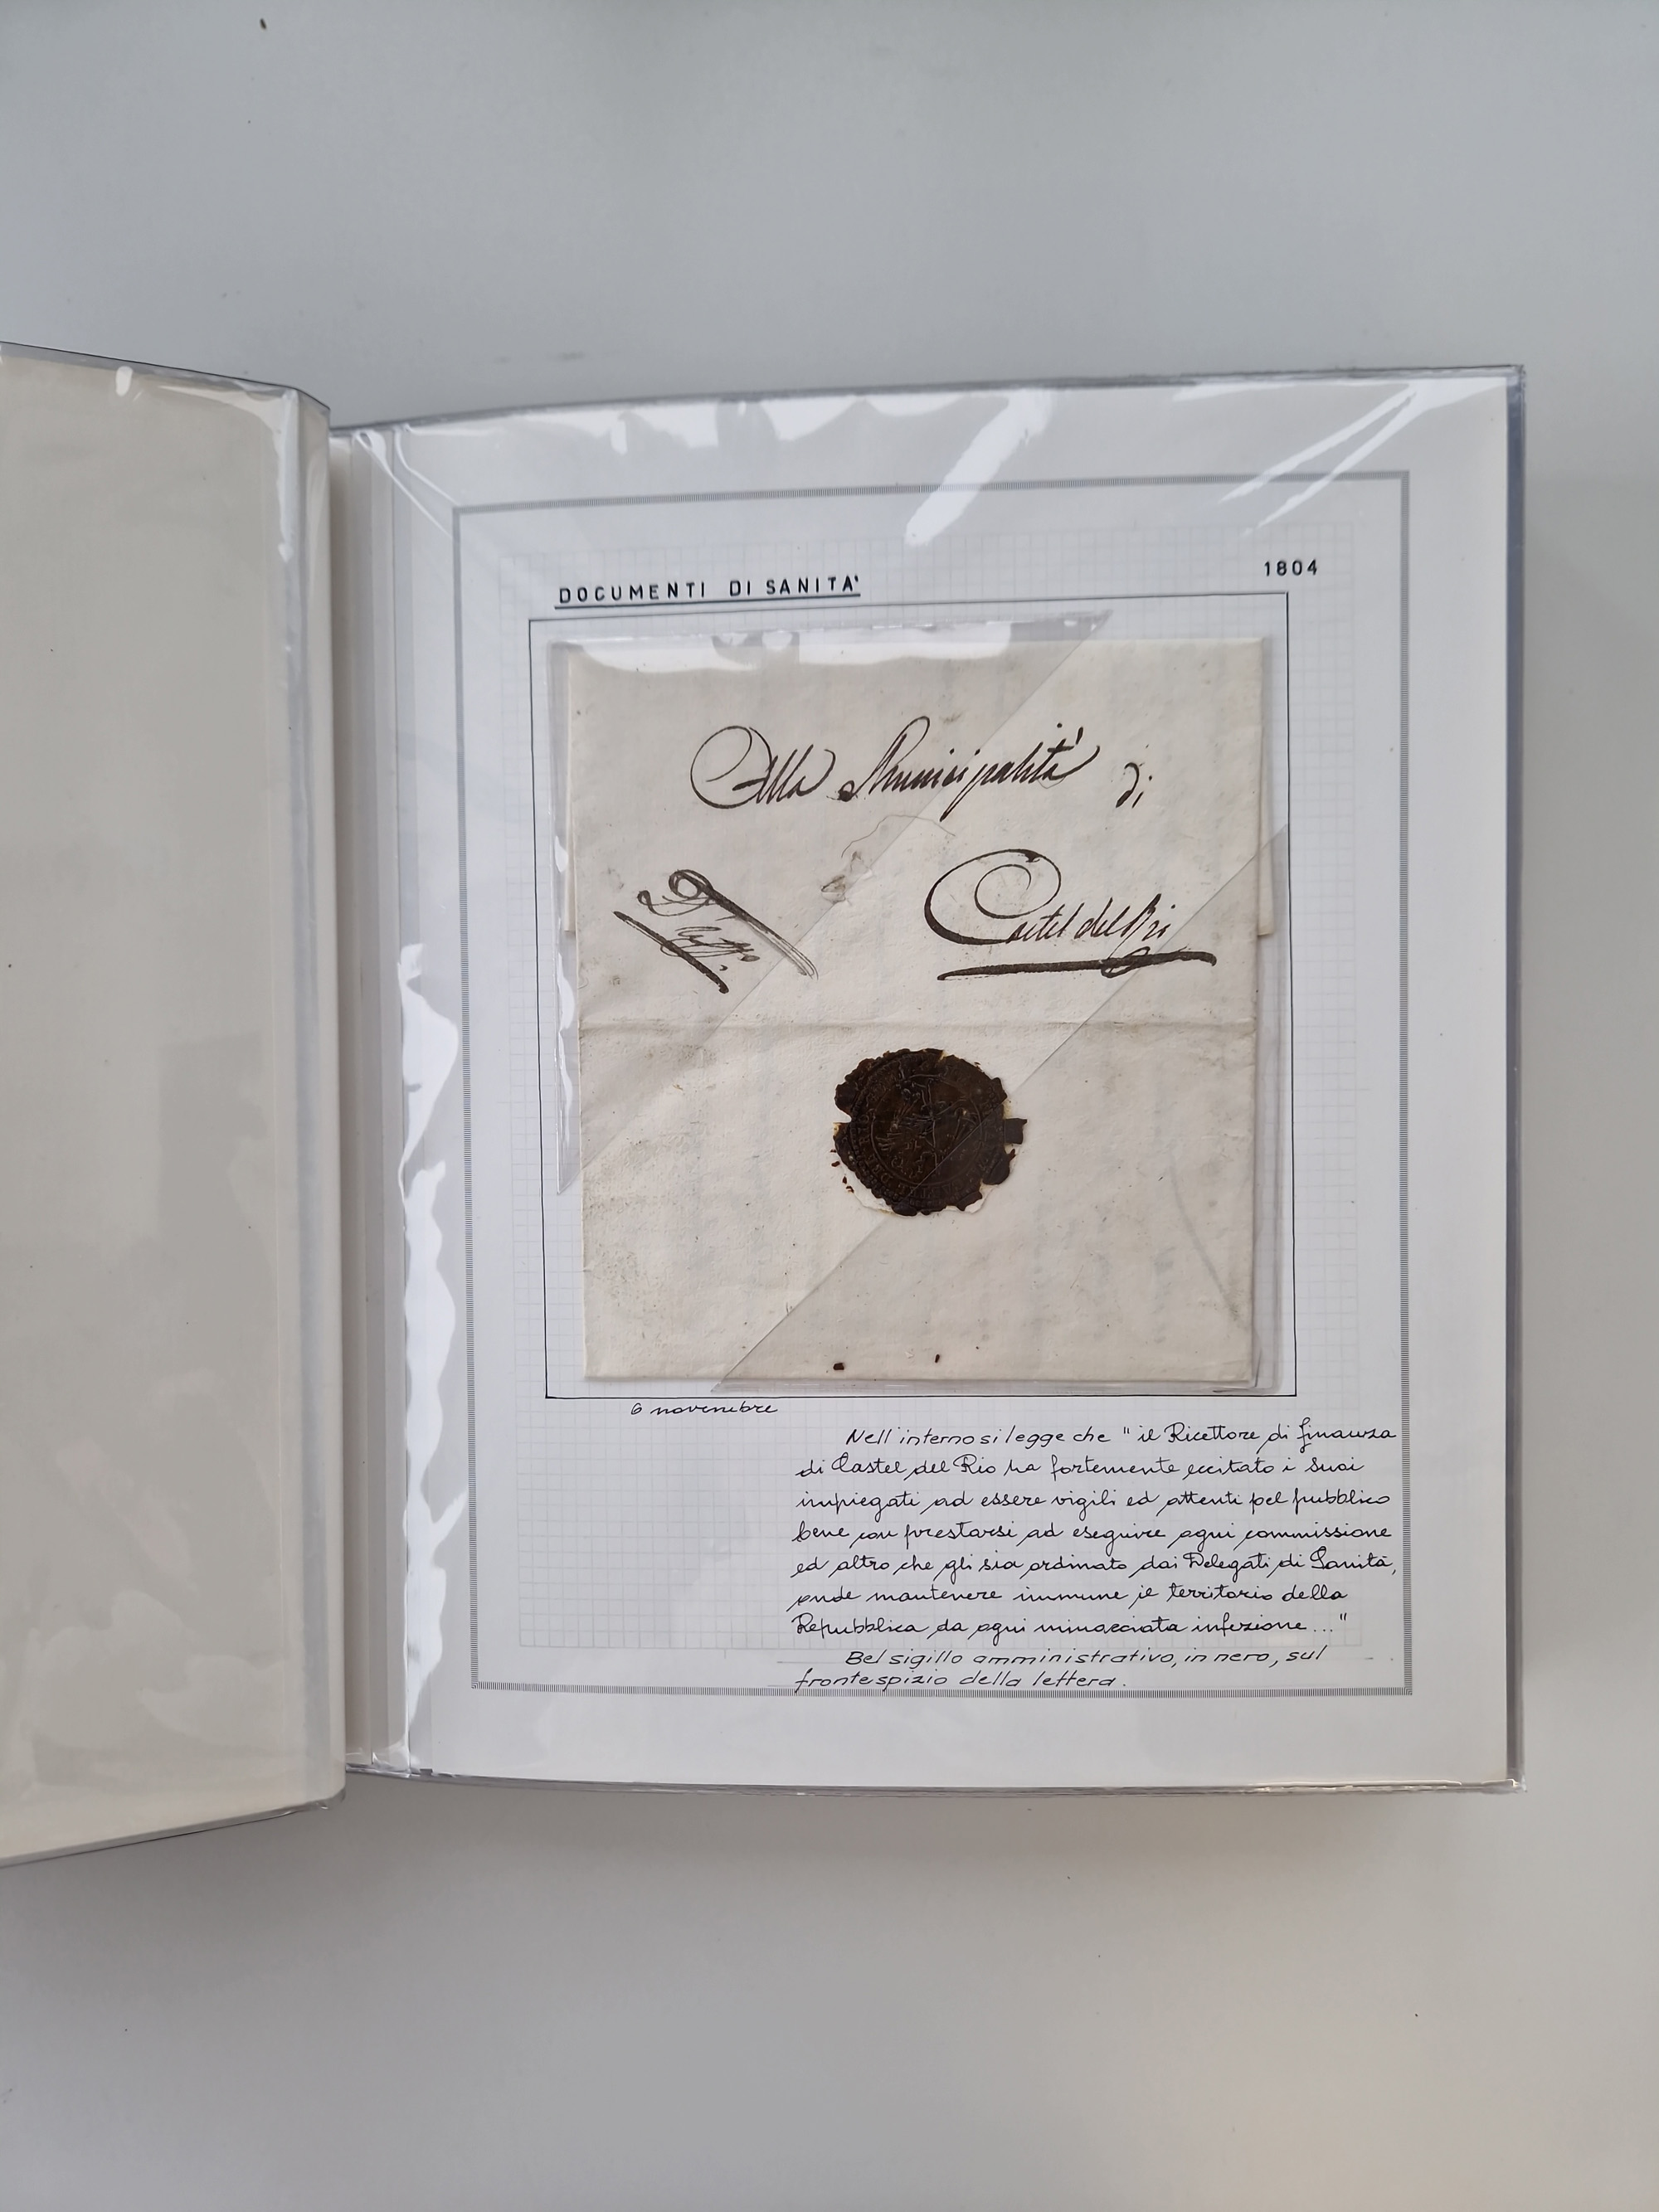 DOCUMENTI DI SANITA'
1804
Alla Municipalità di
D'Uff.o
Castel del Rio
6 novembre
Nell'interno si legge che "il Ricettore di finanza
di Castel del Rio ha fortemente eccitato i suoi
impiegati ad essere vigili ed attenti pel pubblico
bene con prestarsi ad eseguire ogni commissione
ed altro che gli sia ordinato dai Delegati di Sanità,
onde mantenere immune il territorio della
Repubblica da ogni minacciata infezione..."
Bel sigillo amministrativo, in nero, sul
frontespizio della lettera.